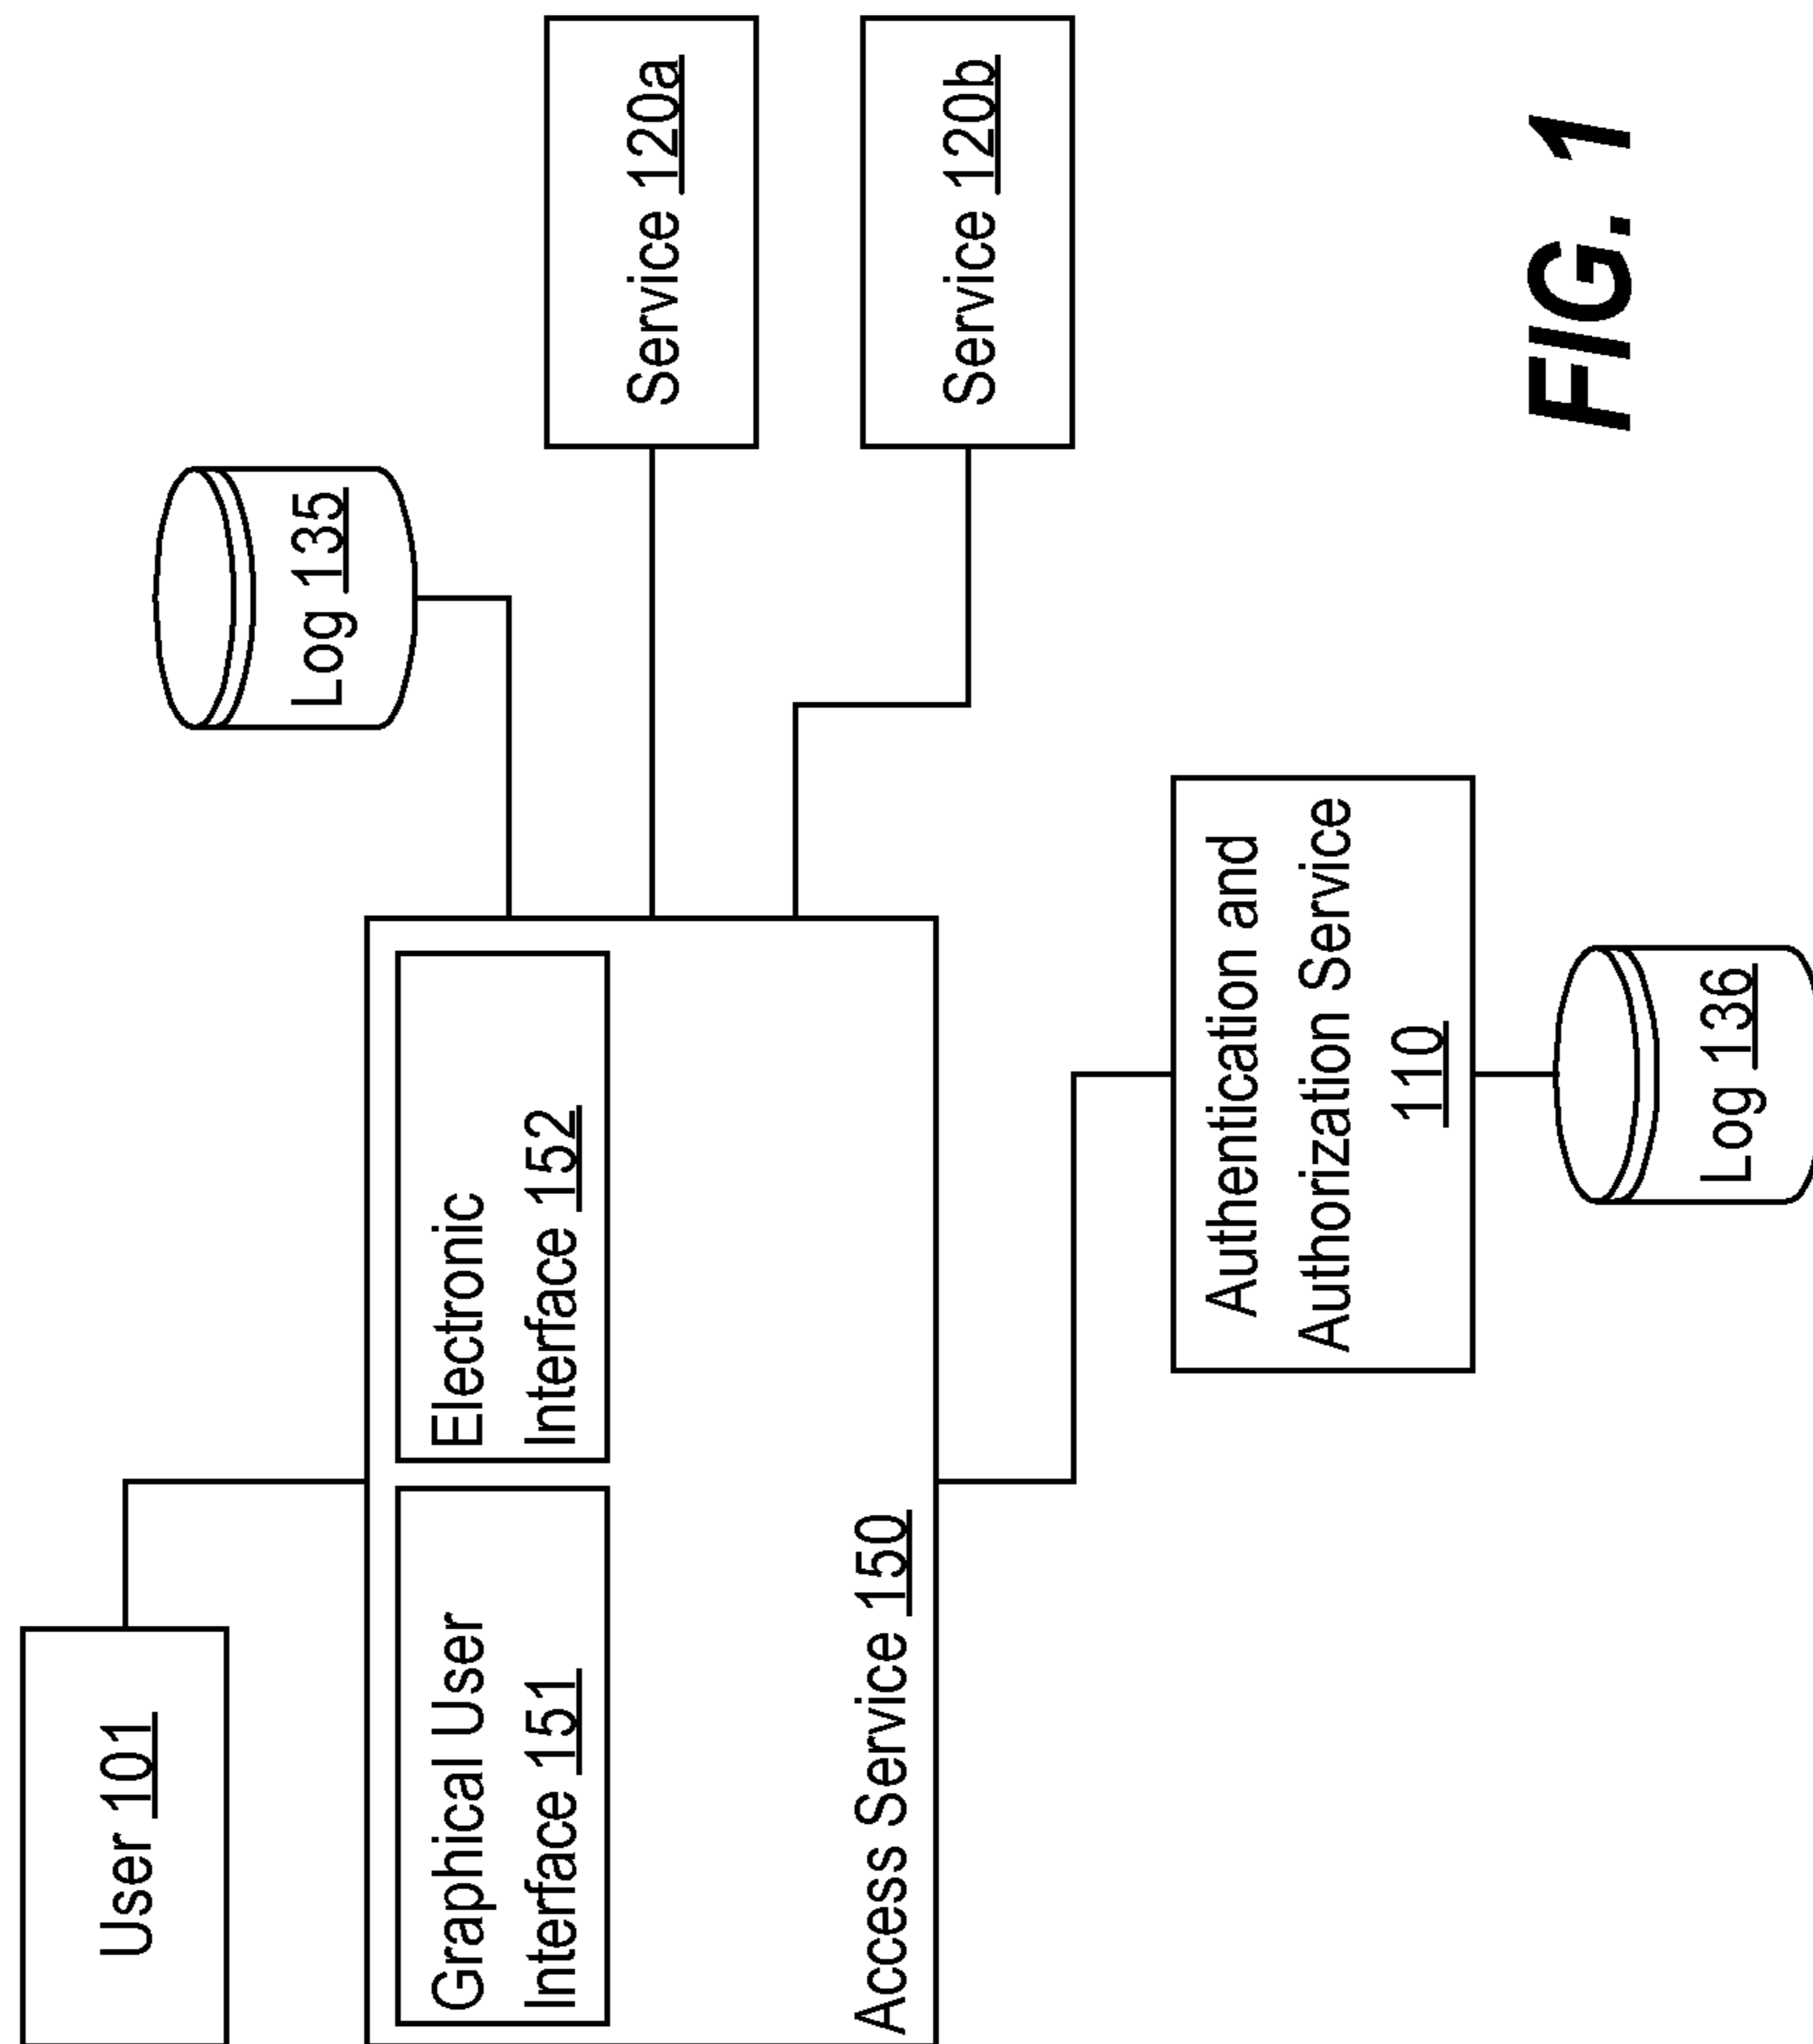 User 101
Log 135
Graphical User
Interface 151
Electronic
Interface 152
Service 120a
Access Service 150
Service 120b
Authentication and
Authorization Service
110
Log 136
FIG. 1